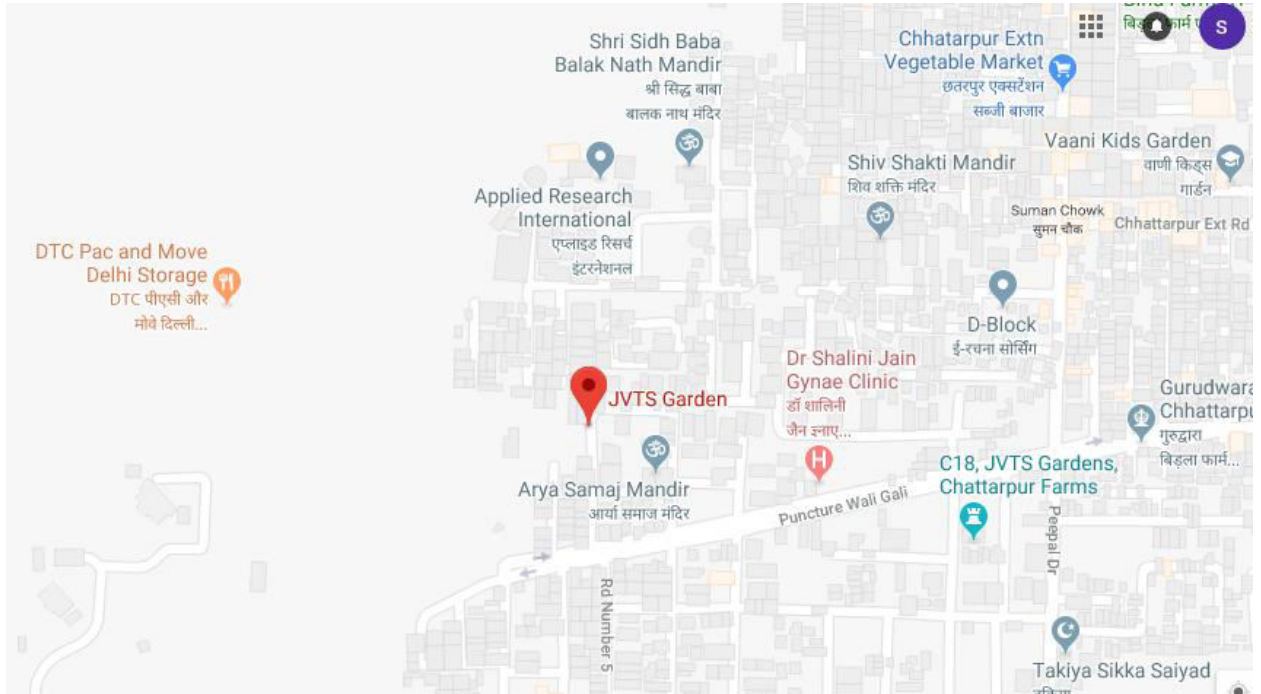 बिड़ला फार्म
S
Shri Sidh Baba
Balak Nath Mandir
श्री सिद्ध बाबा
बालक नाथ मंदिर
Chhatarpur Extn
Vegetable Market
छतरपुर एक्सटेंशन
सब्जी बाजार
Vaani Kids Garden
वाणी किड्स
गार्डन
Shiv Shakti Mandir
शिव शक्ति मंदिर
Applied Research
International
एप्लाइड रिसर्च
इंटरनेशनल
Suman Chowk
सुमन चौक
Chhattarpur Ext Rd
DTC Pac and Move
Delhi Storage
DTC पीएसी और
मोवे दिल्ली...
D-Block
ई-रचना सोर्सिंग
Dr Shalini Jain
Gynae Clinic
डॉ शालिनी
जैन इनाए...
H
JVTS Garden
Gurudwara
Chhattarpu
गुरुद्वारा
बिड़ला फार्म...
Arya Samaj Mandir
आर्या समाज मंदिर
C18, JVTS Gardens,
Chattarpur Farms
Puncture Wali Gali
Peepal Dr
Rd Number 5
Takiya Sikka Saiyad